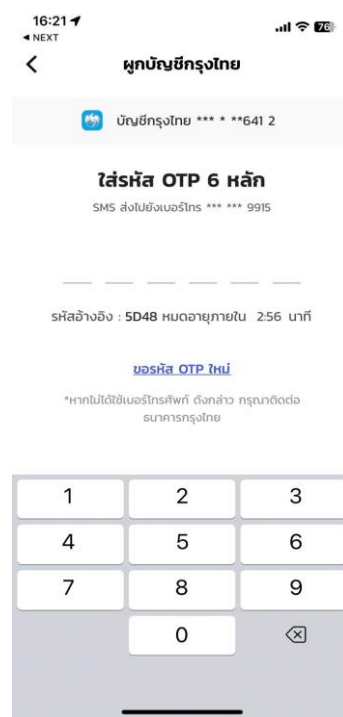 16:21
76
◀ NEXT
ผูกบัญชีกรุงไทย
บัญชีกรุงไทย *** * **641 2
ใส่รหัส OTP 6 หลัก
SMS ส่งไปยังเบอร์โทร *** *** 9915
รหัสอ้างอิง : 5D48 หมดอายุภายใน 2:56 นาที
ขอรหัส OTP ใหม่
*หากไม่ได้ใช้เบอร์โทรศัพท์ ดังกล่าว กรุณาติดต่อ
ธนาคารกรุงไทย
1 2 3
4 5 6
7 8 9
0